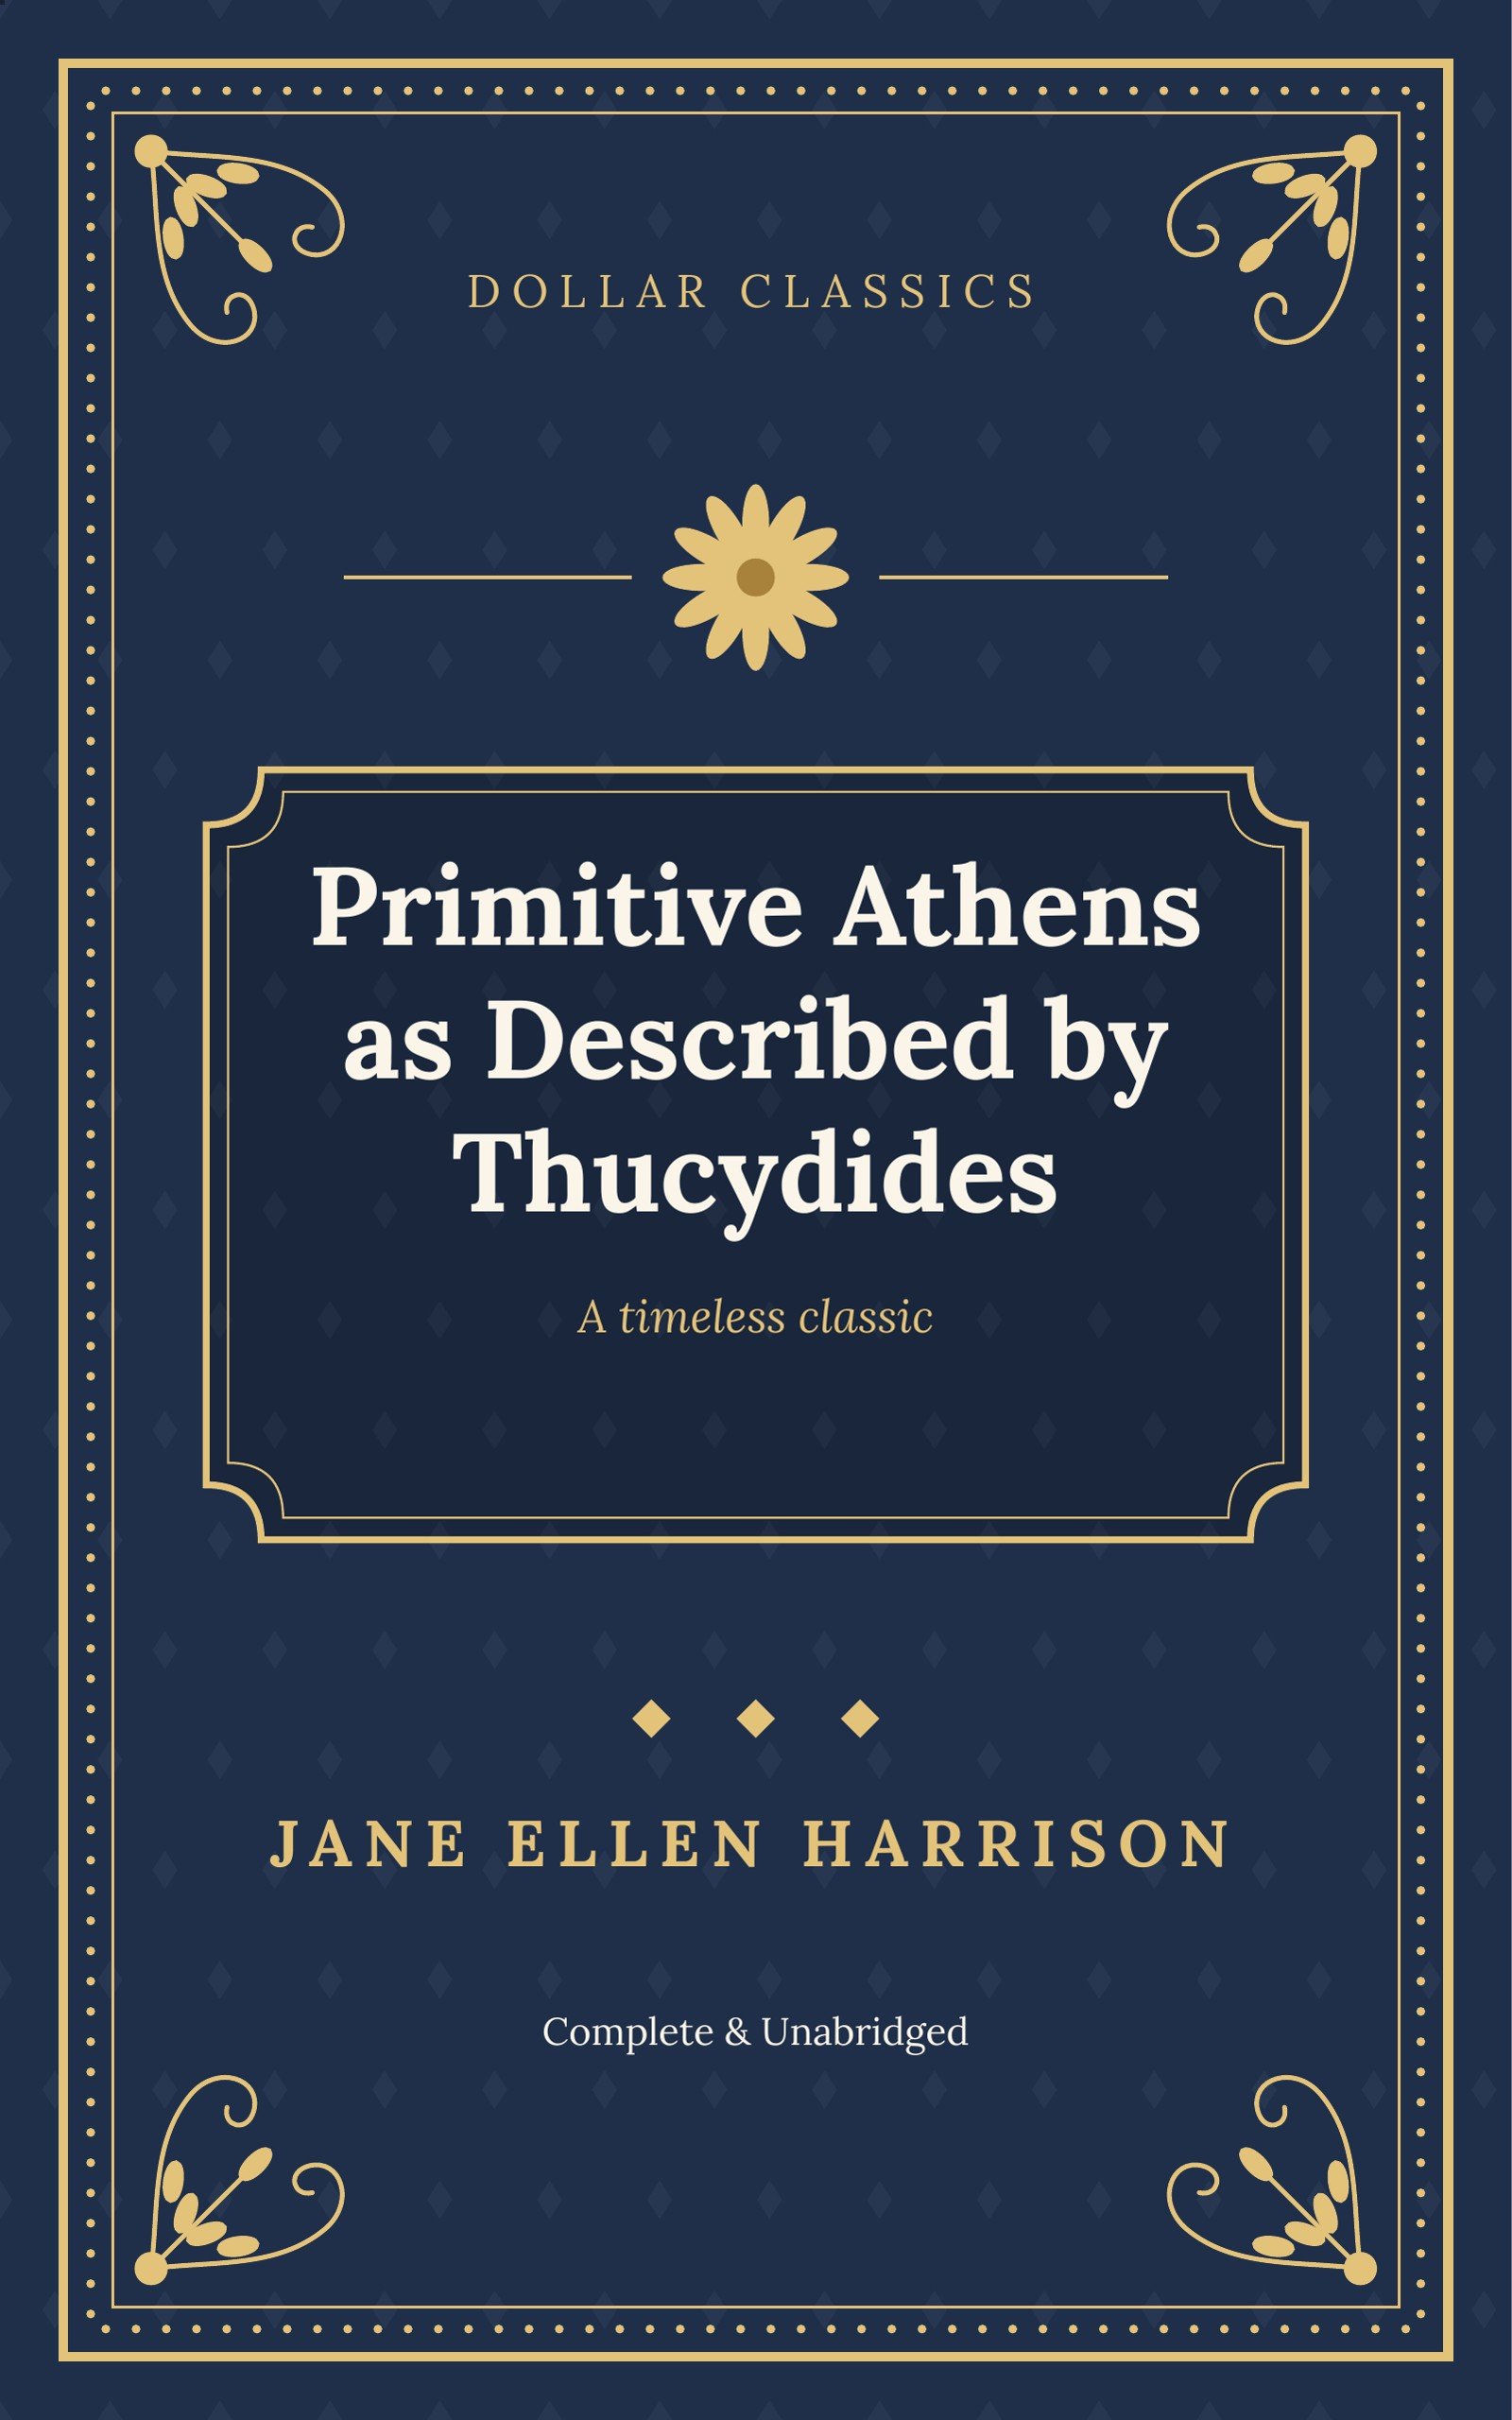 DOLLAR CLASSICS
Primitive Athens
as Described by
Thucydides
A timeless classic
JANE ELLEN HARRISON
Complete & Unabridged